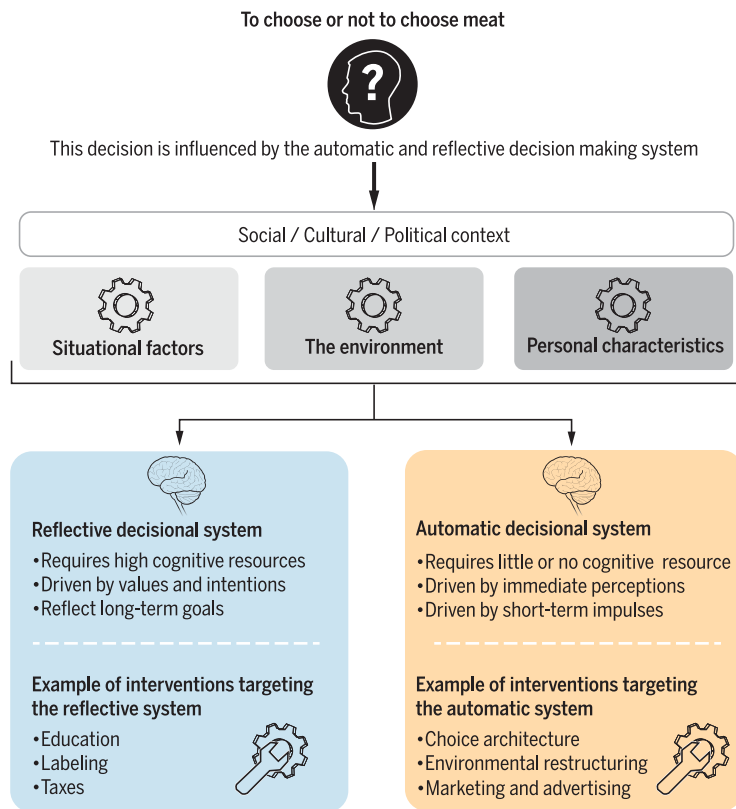 To choose or not to choose meat
?
This decision is influenced by the automatic and reflective decision making system
Social / Cultural / Political context
Situational factors
The environment
Personal characteristics
Reflective decisional system
•Requires high cognitive resources
•Driven by values and intentions
•Reflect long-term goals
Example of interventions targeting
the reflective system
•Education
•Labeling
•Taxes
Automatic decisional system
•Requires little or no cognitive resource
•Driven by immediate perceptions
•Driven by short-term impulses
Example of interventions targeting
the automatic system
•Choice architecture
•Environmental restructuring
•Marketing and advertising